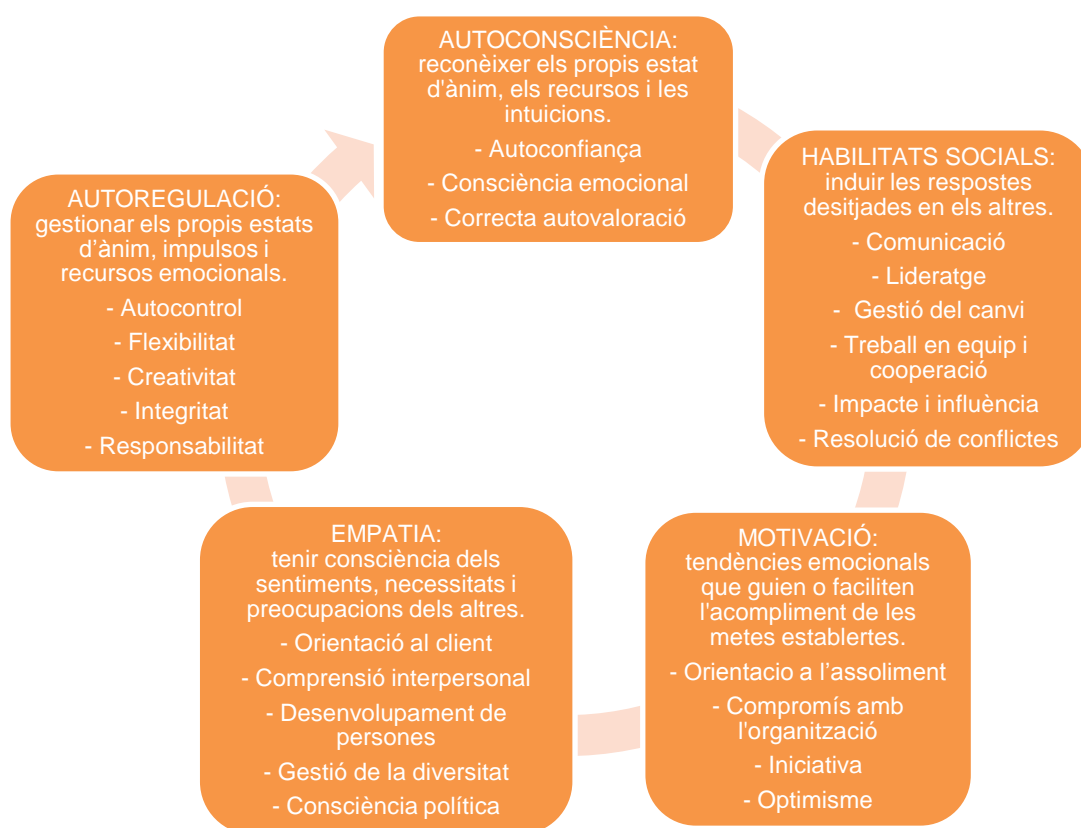 AUTOCONSCIÈNCIA:
reconèixer els propis estat
d'ànim, els recursos i les
intuicions.
- Autoconfiança
- Consciència emocional
- Correcta autovaloració
HABILITATS SOCIALS:
induir les respostes
desitjades en els altres.
- Comunicació
- Lideratge
- Gestió del canvi
- Treball en equip i
cooperació
- Impacte i influència
- Resolució de conflictes
MOTIVACIÓ:
tendències emocionals
que guien o faciliten
l'acompliment de les
metes establertes.
- Orientacio a l’assoliment
- Compromís amb
l'organització
- Iniciativa
- Optimisme
EMPATIA:
tenir consciència dels
sentiments, necessitats i
preocupacions dels altres.
- Orientació al client
- Comprensió interpersonal
- Desenvolupament de
persones
- Gestió de la diversitat
- Consciència política
AUTOREGULACIÓ:
gestionar els propis estats
d’ànim, impulsos i
recursos emocionals.
- Autocontrol
- Flexibilitat
- Creativitat
- Integritat
- Responsabilitat